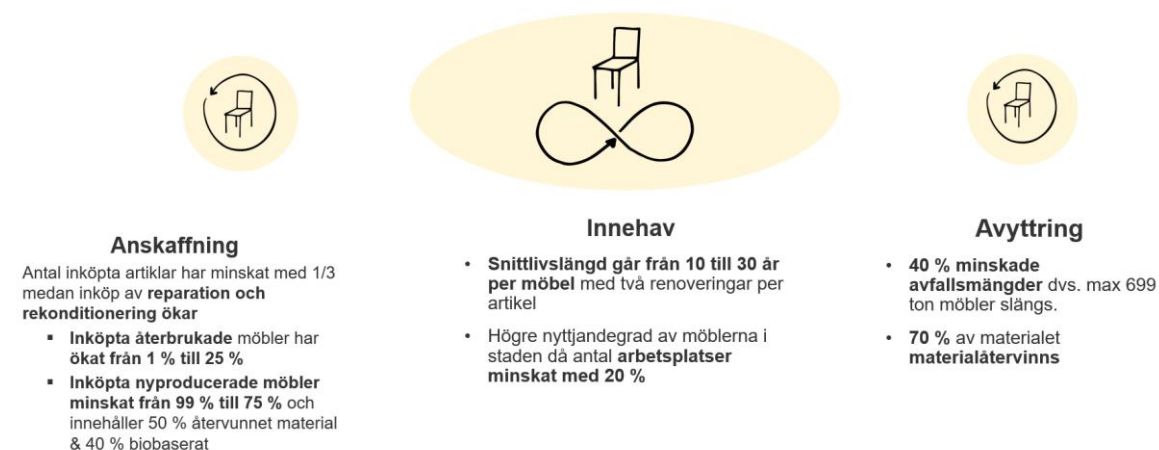 Anskaffning
Antal inköpta artiklar har minskat med 1/3
medan inköp av reparation och
rekonditionering ökar
▪ Inköpta återbrukade möbler har
ökat från 1 % till 25 %
▪ Inköpta nyproducerade möbler
minskat från 99 % till 75 % och
innehåller 50 % återvunnet material
& 40 % biobaserat
Innehav
• Snittlivslängd går från 10 till 30 år
per möbel med två renoveringar per
artikel
• Högre nyttjandegrad av möblerna i
staden då antal arbetsplatser
minskat med 20 %
Avyttring
• 40 % minskade
avfallsmängder dvs. max 699
ton möbler slängs.
• 70 % av materialet
materialåtervinns